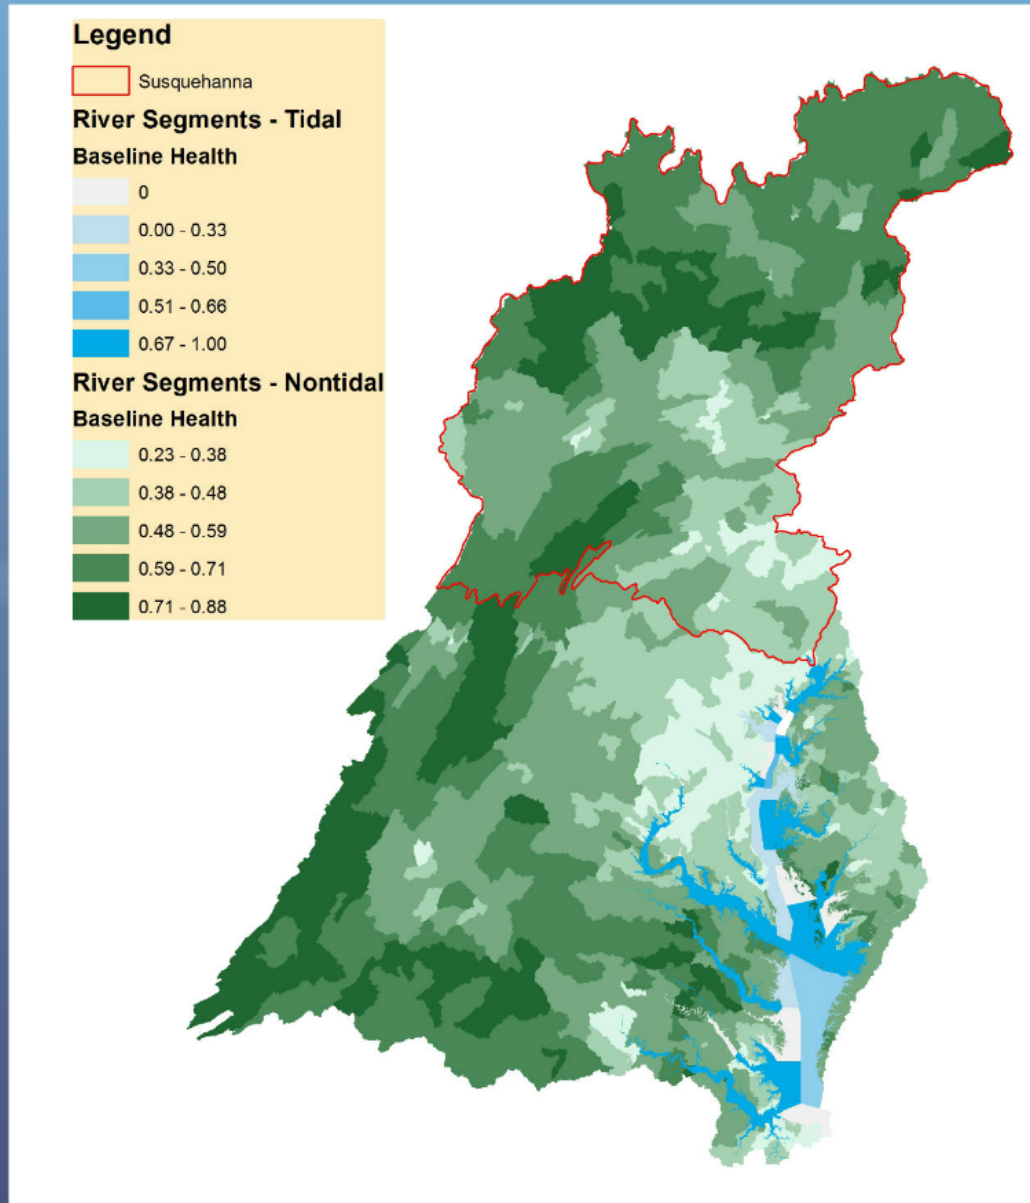 Legend
Susquehanna
River Segments - Tidal
Baseline Health
0
0.00 - 0.33
0.33 - 0.50
0.51 - 0.66
0.67 - 1.00
River Segments - Nontidal
Baseline Health
0.23 - 0.38
0.38 - 0.48
0.48 - 0.59
0.59 - 0.71
0.71 - 0.88